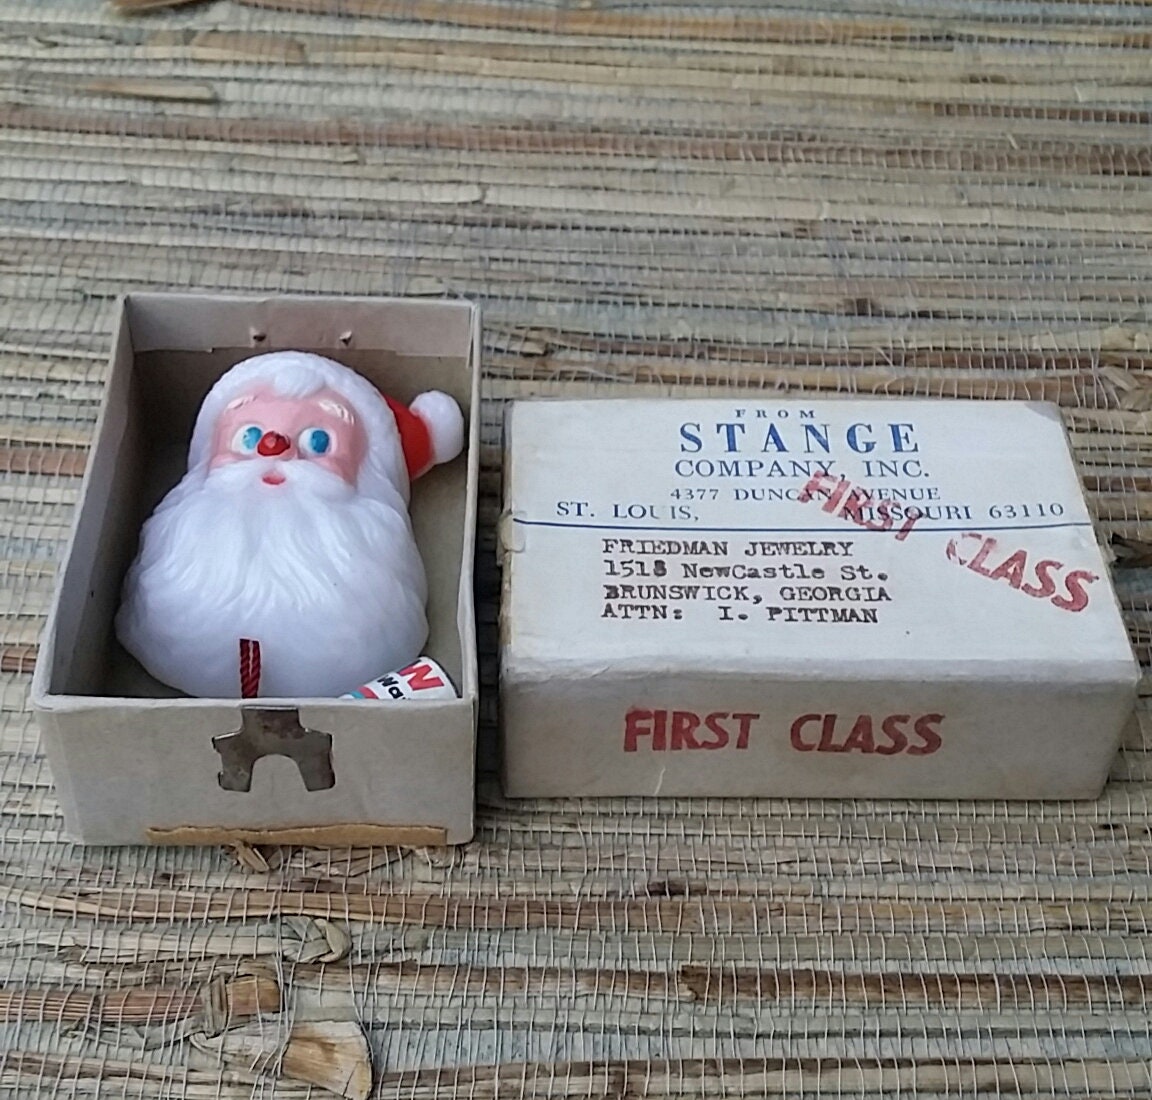 FROM
STANGE
COMPANY, INC.
4377 DUNCAN AVENUE
ST. LOUIS, MISSOURI 63110
FIRST CLASS
FRIEDMAN JEWELRY
1518 NewCastle St.
BRUNSWICK, GEORGIA
ATTN: I. PITTMAN
FIRST CLASS